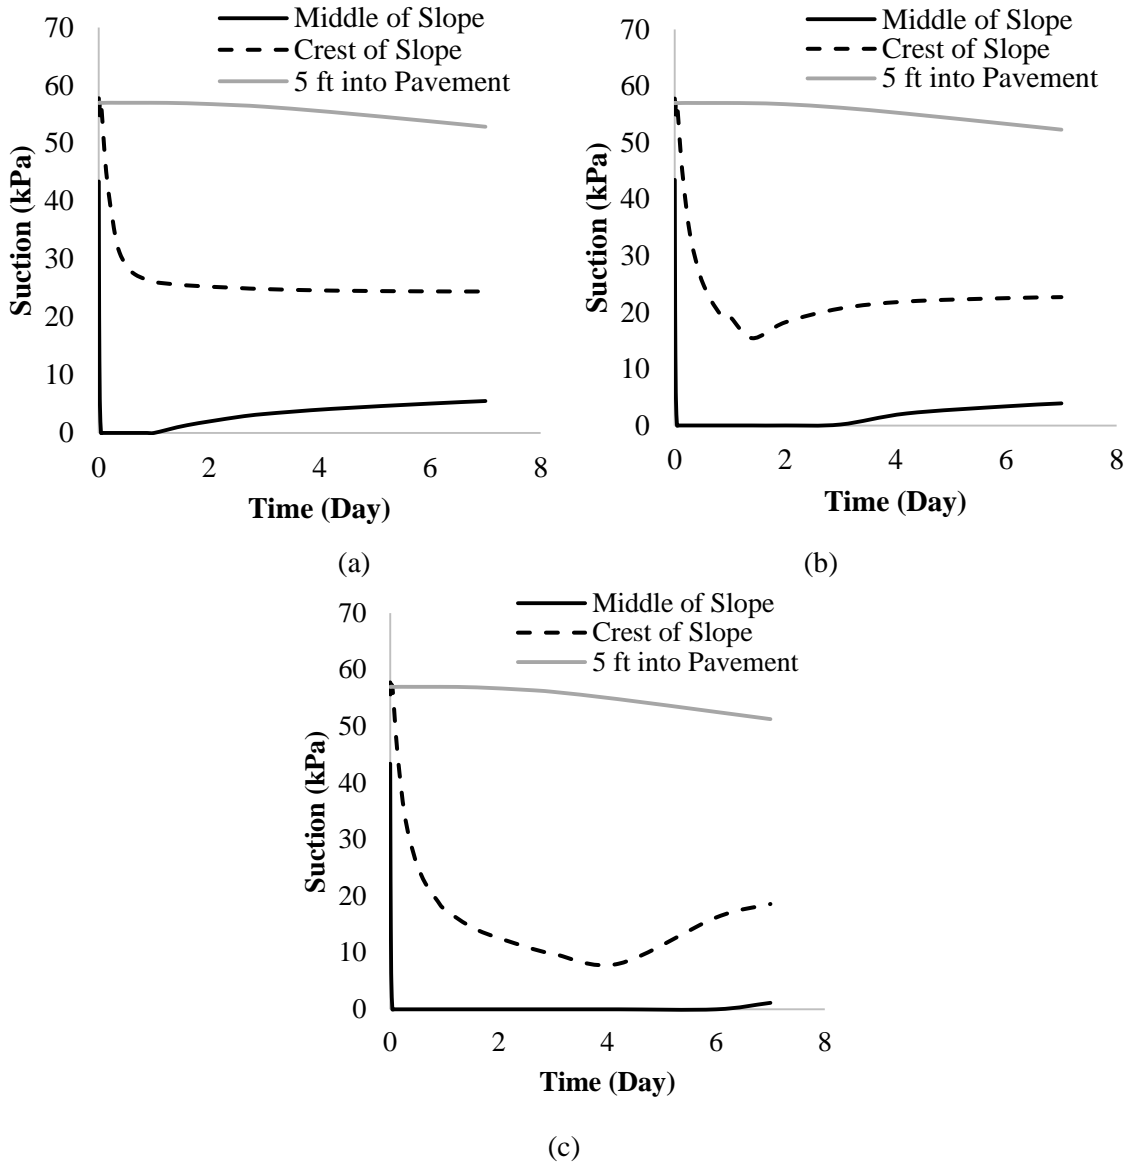 Middle of Slope
Crest of Slope
5 ft into Pavement
70
60
50
40
30
20
10
0
Suction (kPa)
0 2 4 6 8
Time (Day)
(a)
Middle of Slope
Crest of Slope
5 ft into Pavement
70
60
50
40
30
20
10
0
Suction (kPa)
0 2 4 6 8
Time (Day)
(b)
Middle of Slope
Crest of Slope
5 ft into Pavement
70
60
50
40
30
20
10
0
Suction (kPa)
0 2 4 6 8
Time (Day)
(c)